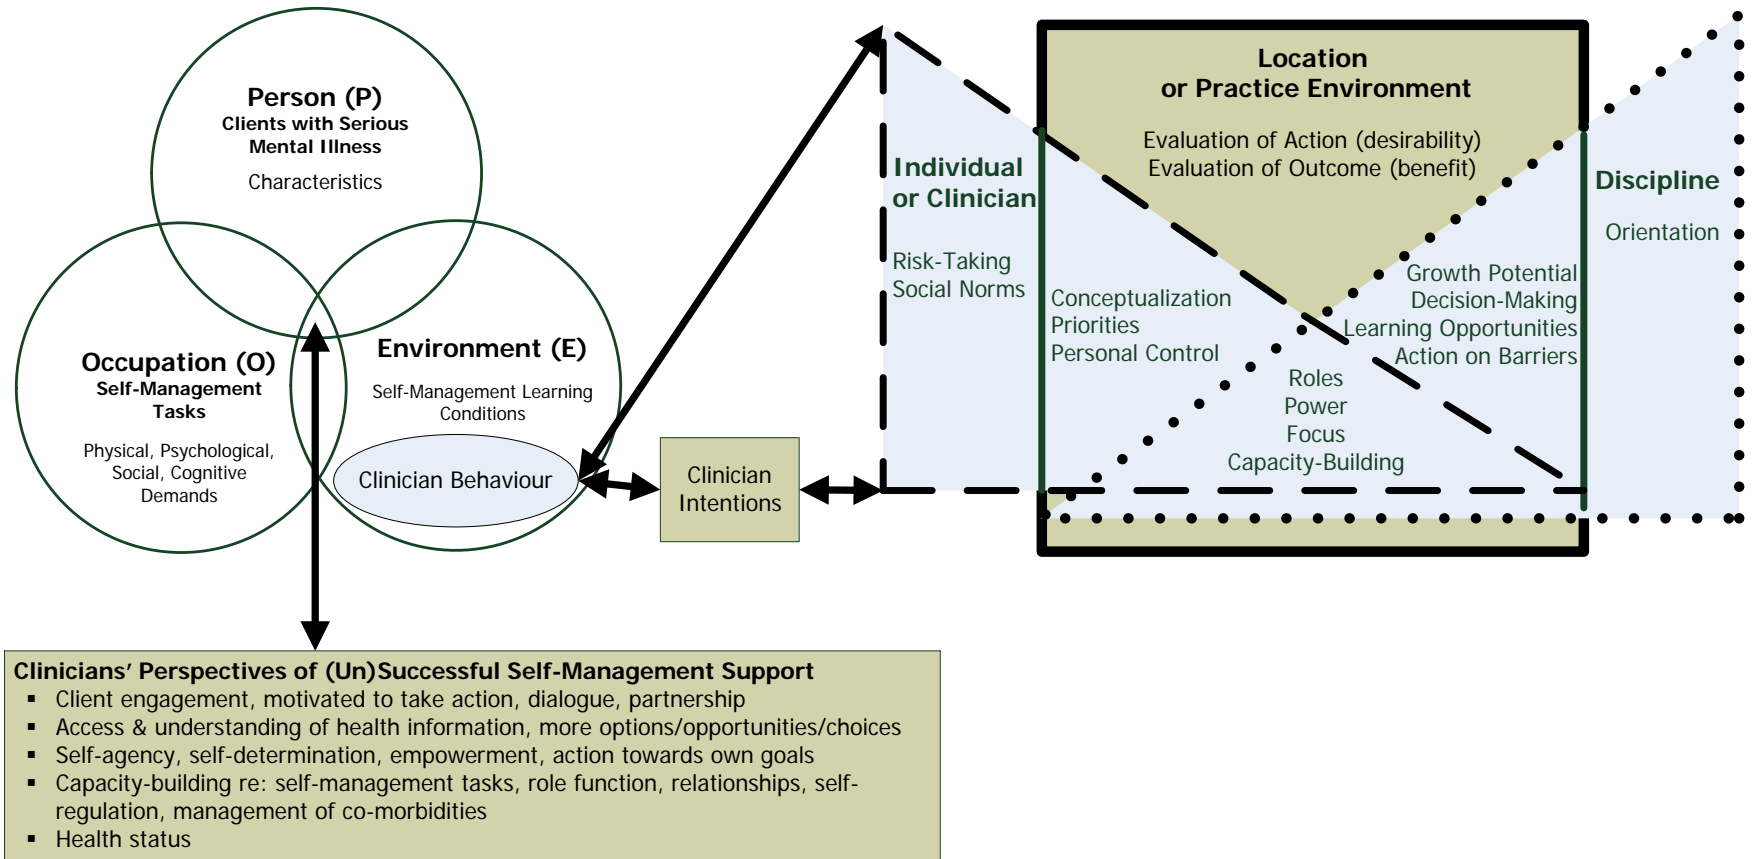 Person (P)
Clients with Serious
Mental Illness
Characteristics
Occupation (O)
Self-Management
Tasks
Physical, Psychological,
Social, Cognitive
Demands
Environment (E)
Self-Management Learning
Conditions
Clinician Behaviour
Clinician
Intentions
Individual
or Clinician
Risk-Taking
Social Norms
Location
or Practice Environment
Evaluation of Action (desirability)
Evaluation of Outcome (benefit)
Conceptualization
Priorities
Personal Control
Growth Potential
Decision-Making
Learning Opportunities
Action on Barriers
Roles
Power
Focus
Capacity-Building
Discipline
Orientation
Clinicians' Perspectives of (Un)Successful Self-Management Support
▪ Client engagement, motivated to take action, dialogue, partnership
▪ Access & understanding of health information, more options/opportunities/choices
▪ Self-agency, self-determination, empowerment, action towards own goals
▪ Capacity-building re: self-management tasks, role function, relationships, self-
regulation, management of co-morbidities
▪ Health status